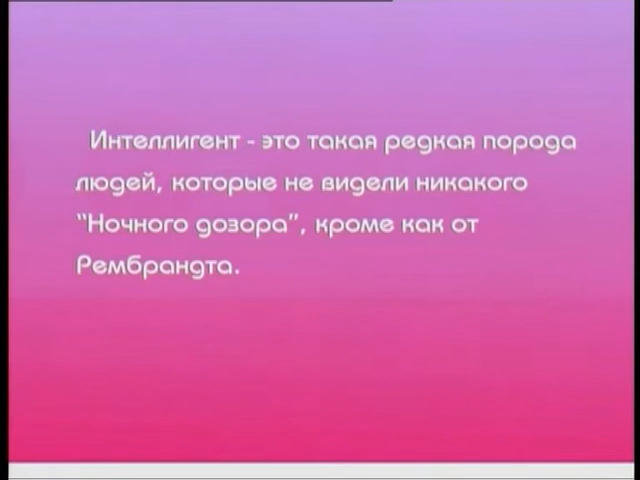 Интеллигент - это такая редкая порода
людей, которые не видели никакого
“Ночного дозора”, кроме как от
Рембрандта.